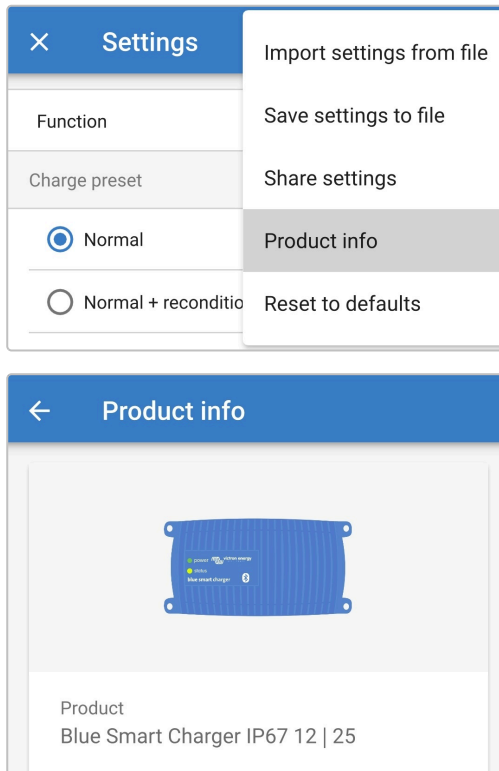 Settings
Import settings from file
Save settings to file
Function
Charge preset
Share settings
Normal
Product info
Normal + reconditio
Reset to defaults
Product info
power victron energy
status
blue smart charger
Product
Blue Smart Charger IP67 12 | 25